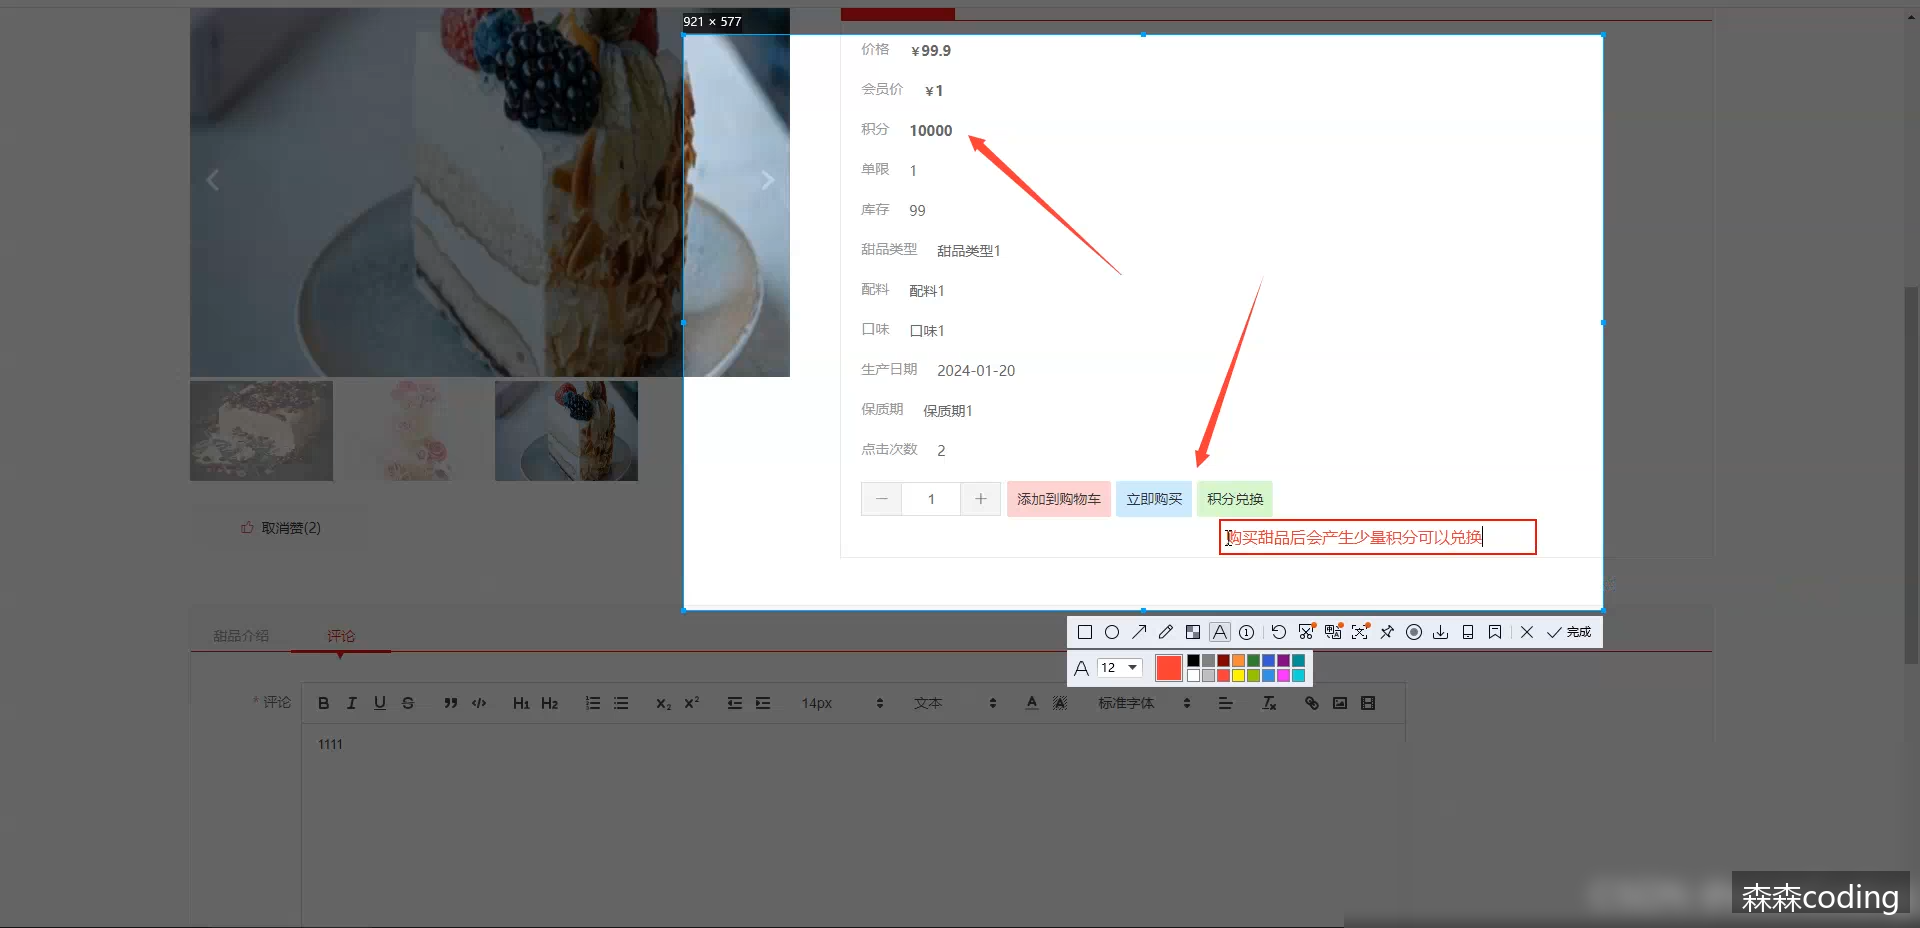 921 × 577
价格 ¥99.9
会员价 ¥1
积分 10000
单限 1
库存 99
甜品类型 甜品类型1
配料 配料1
口味 口味1
生产日期 2024-01-20
保质期 保质期1
点击次数 2
1 添加到购物车 立即购买 积分兑换
取消赞(2)
购买甜品后会产生少量积分可以兑换
完成
A 12
甜品介绍 评论
* 评论
B I U S H1 H2 X2 X2 14px 文本 A A 标准字体
1111
森森coding